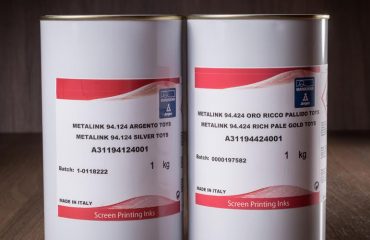 METALINK 94.124 ARGENTO TOYS
METALINK 94.124 SILVER TOYS
A31194124001
1 kg
Batch: 1-0118222
MADE IN ITALY
Screen Printing Inks
METALINK 94.424 ORO RICCO PALLIDO TOYS
METALINK 94.424 RICH PALE GOLD TOYS
A31194424001
1 kg
Batch: 0000197582
MADE IN ITALY
Screen Printing Inks